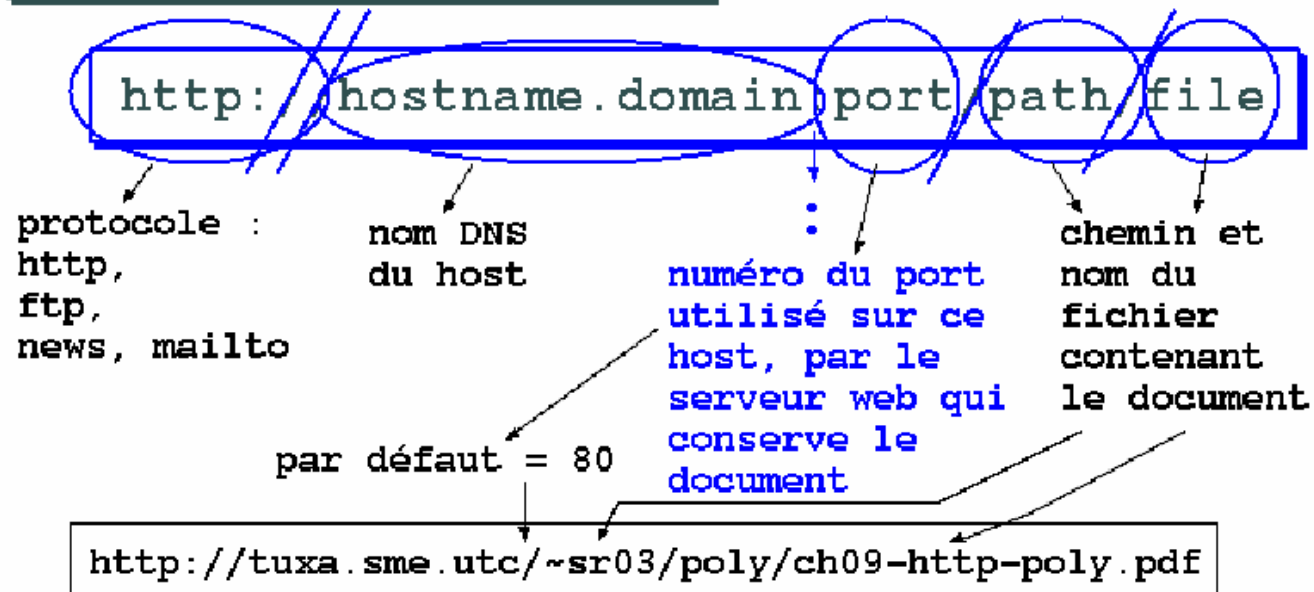 http://hostname.domain:port/path/file
protocole :
http,
ftp,
news, mailto
nom DNS
du host
:
numéro du port
utilisé sur ce
host, par le
serveur web qui
conserve le
document
chemin et
nom du
fichier
contenant
le document
par défaut = 80
http://tuxa.sme.utc/~sr03/poly/ch09-http-poly.pdf